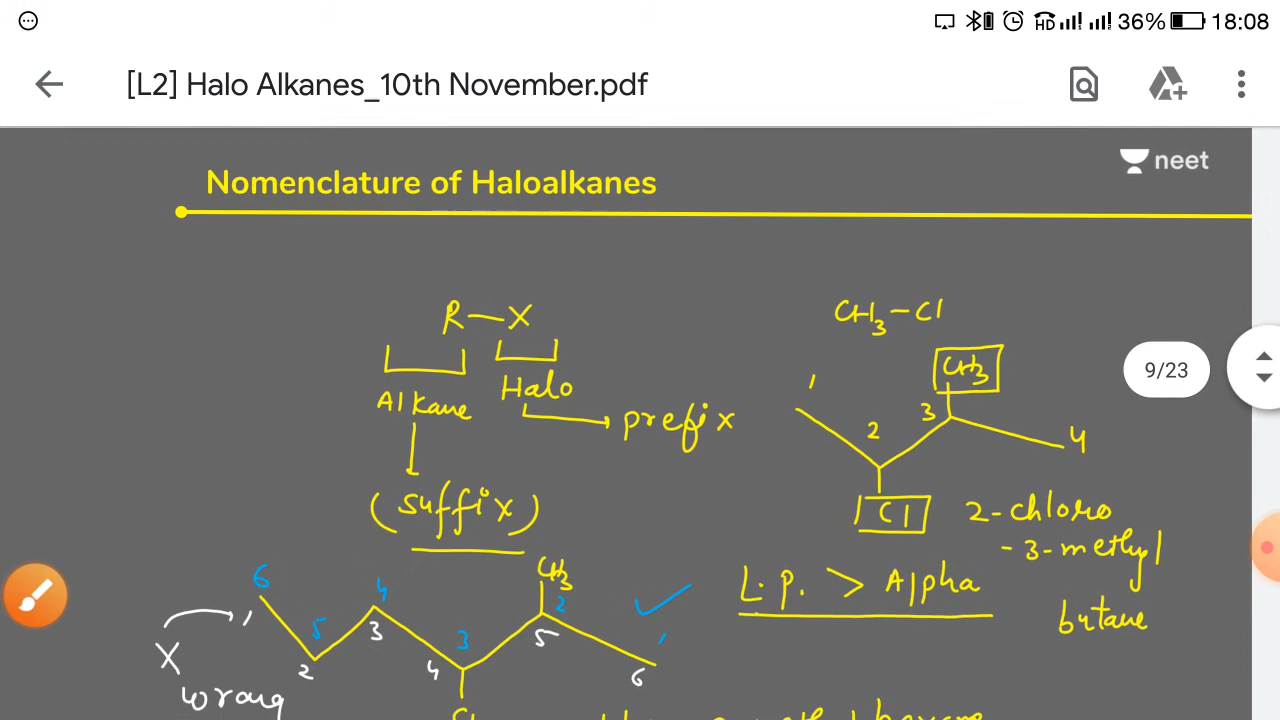 36% 18:08
[L2] Halo Alkanes_10th November.pdf
neet
Nomenclature of Haloalkanes
R—X
CH3—Cl
Alkane
Halo
prefix
(suffix)
1
2
3
4
CH3
Cl
2-chloro
-3-methyl
butane
L.P. > Alpha
9/23
6
5
4
3
2
1
CH3
1
2
3
4
5
6
X
wrong
Cl